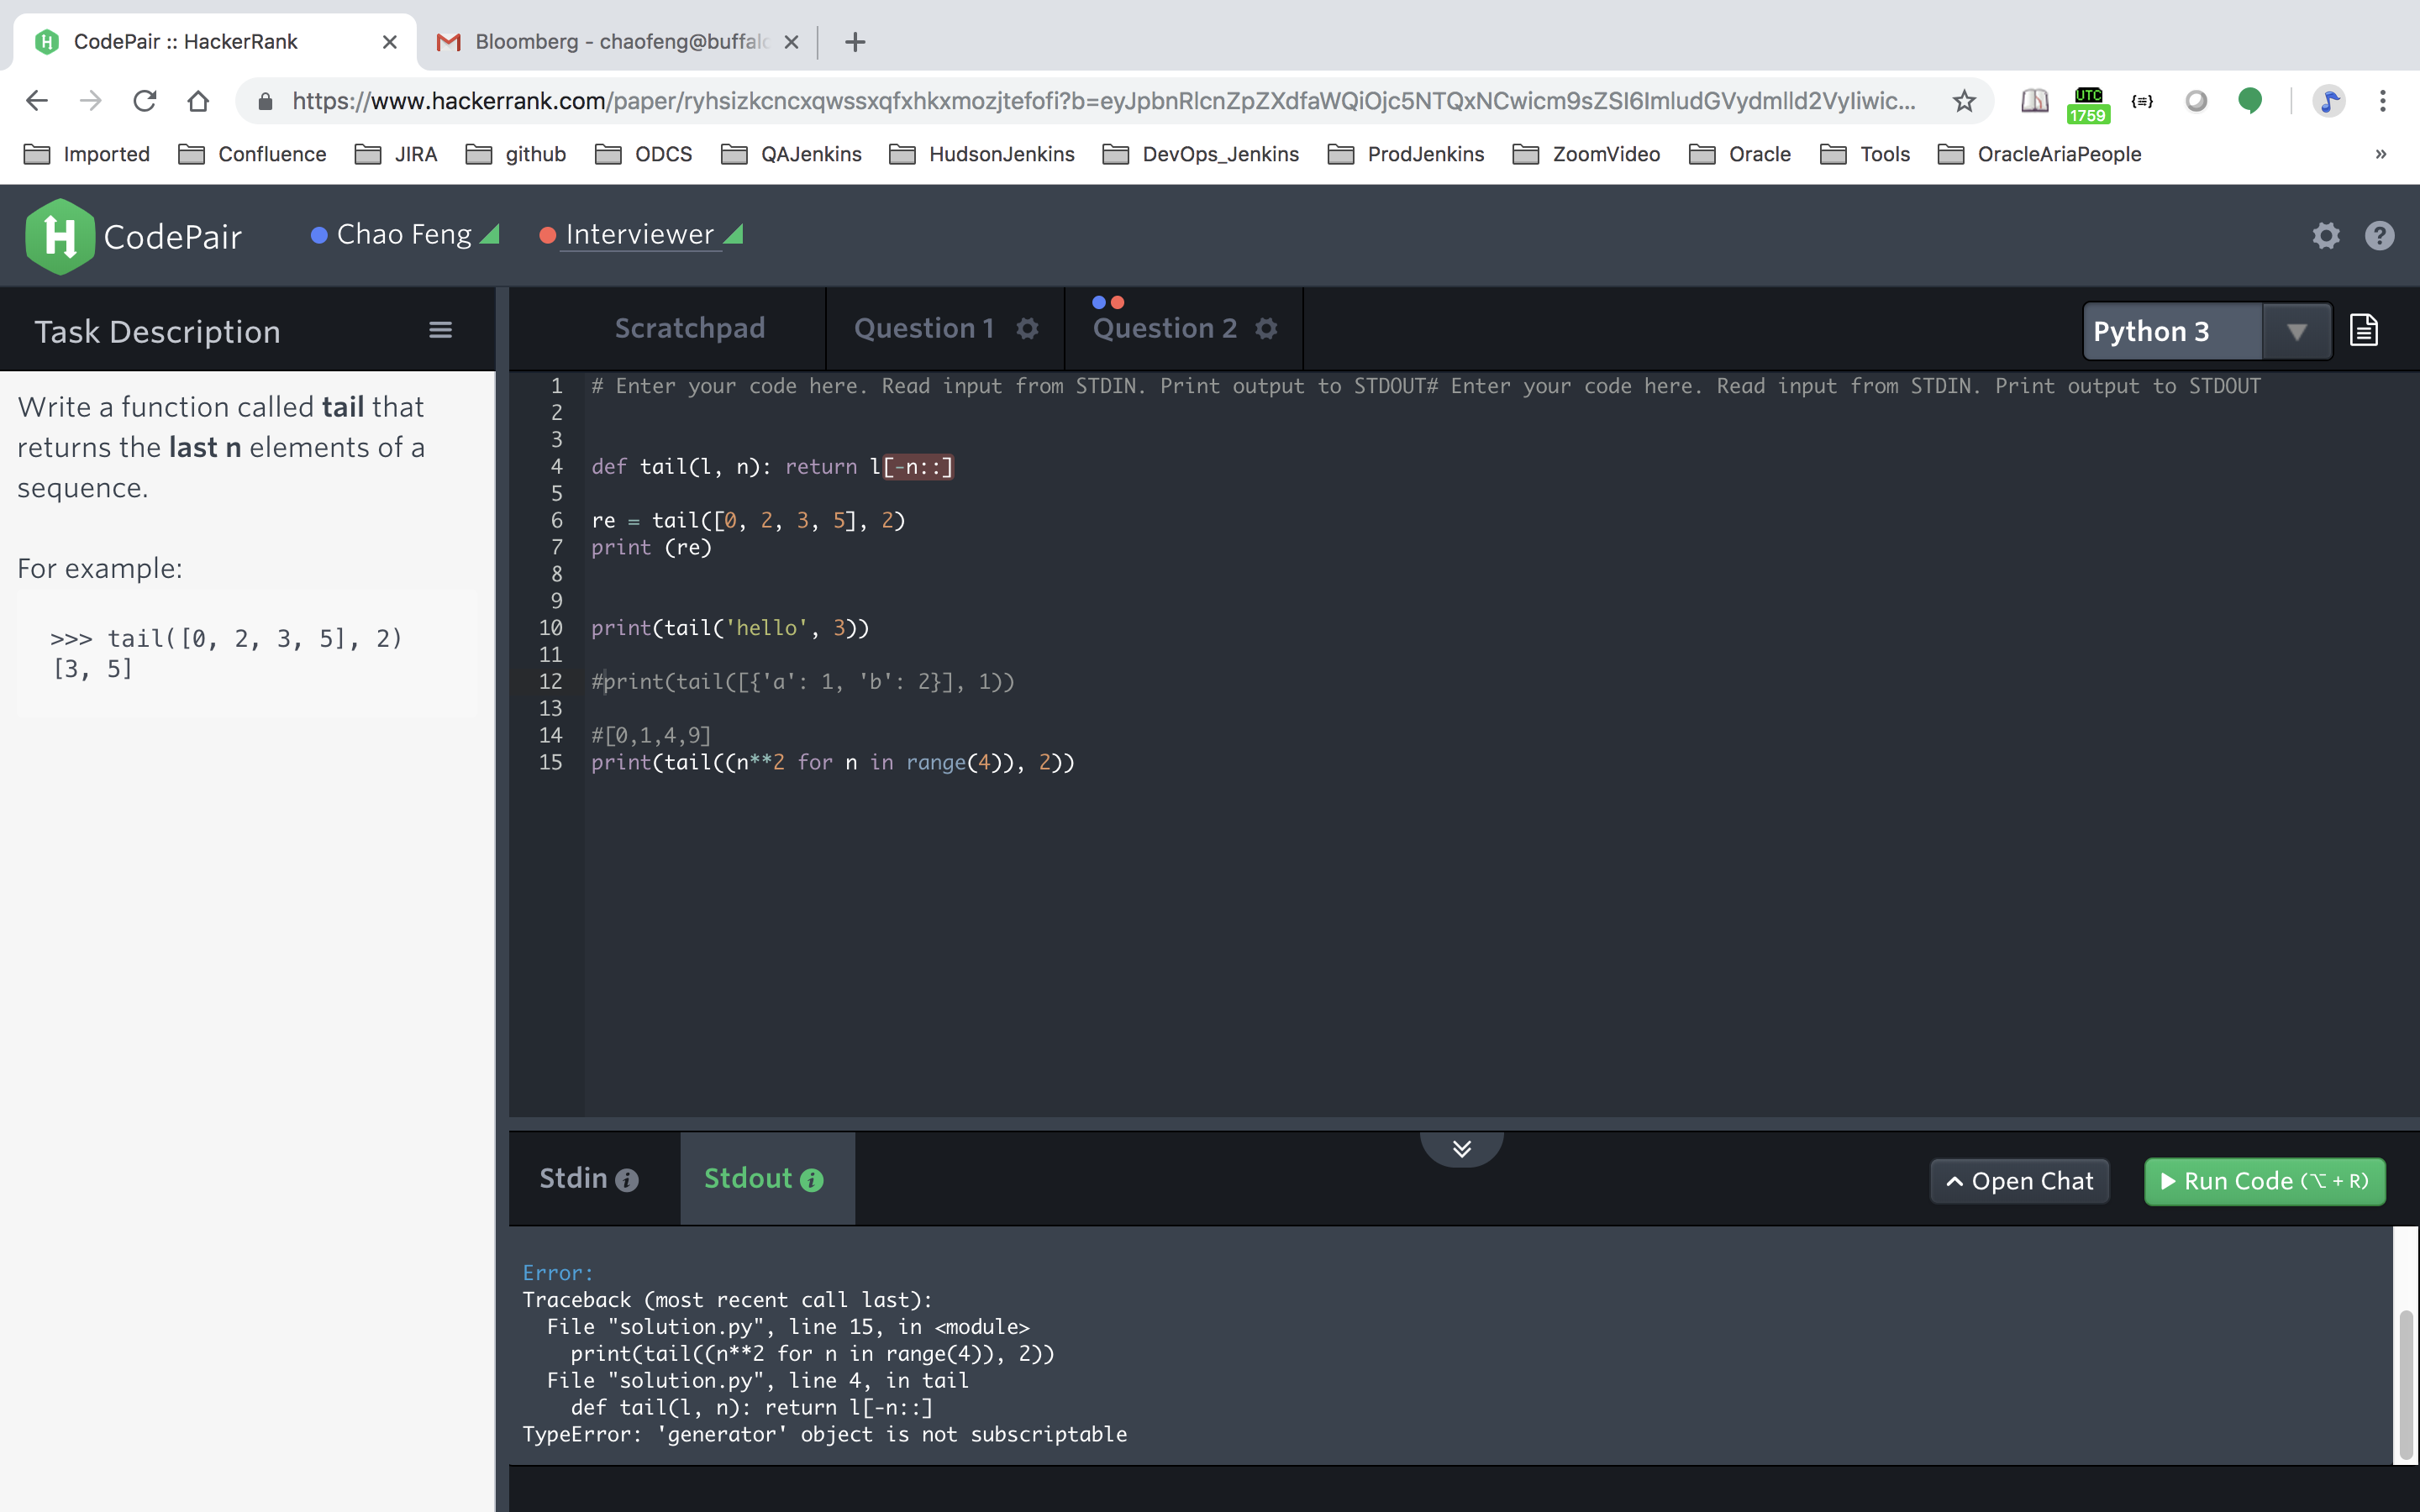 CodePair :: HackerRank
Bloomberg - chaofeng@buffalo
https://www.hackerrank.com/paper/ryhsizkcncxqwssxqfxhkxmozjtefofi?b=eyJpbnRlcnZpZXdfaWQiOjc5NTQxNCwicm9sZSI6ImludGVydmlld2VyIiwic...
UTC
1759
{≡}
Imported
Confluence
JIRA
github
ODCS
QAJenkins
HudsonJenkins
DevOps_Jenkins
ProdJenkins
ZoomVideo
Oracle
Tools
OracleAriaPeople
»
H CodePair
Chao Feng
Interviewer
?
Task Description
Write a function called tail that
returns the last n elements of a
sequence.
For example:
>>> tail([0, 2, 3, 5], 2)
[3, 5]
Scratchpad
Question 1
Question 2
Python 3
1 # Enter your code here. Read input from STDIN. Print output to STDOUT# Enter your code here. Read input from STDIN. Print output to STDOUT
2
3
4 def tail(l, n): return l[-n::]
5
6 re = tail([0, 2, 3, 5], 2)
7 print (re)
8
9
10 print(tail('hello', 3))
11
12 #print(tail([{'a': 1, 'b': 2}], 1))
13
14 #[0,1,4,9]
15 print(tail((n**2 for n in range(4)), 2))
Stdin i
Stdout i
Open Chat
Run Code (⌥ + R)
Error:
Traceback (most recent call last):
File "solution.py", line 15, in <module>
print(tail((n**2 for n in range(4)), 2))
File "solution.py", line 4, in tail
def tail(l, n): return l[-n::]
TypeError: 'generator' object is not subscriptable